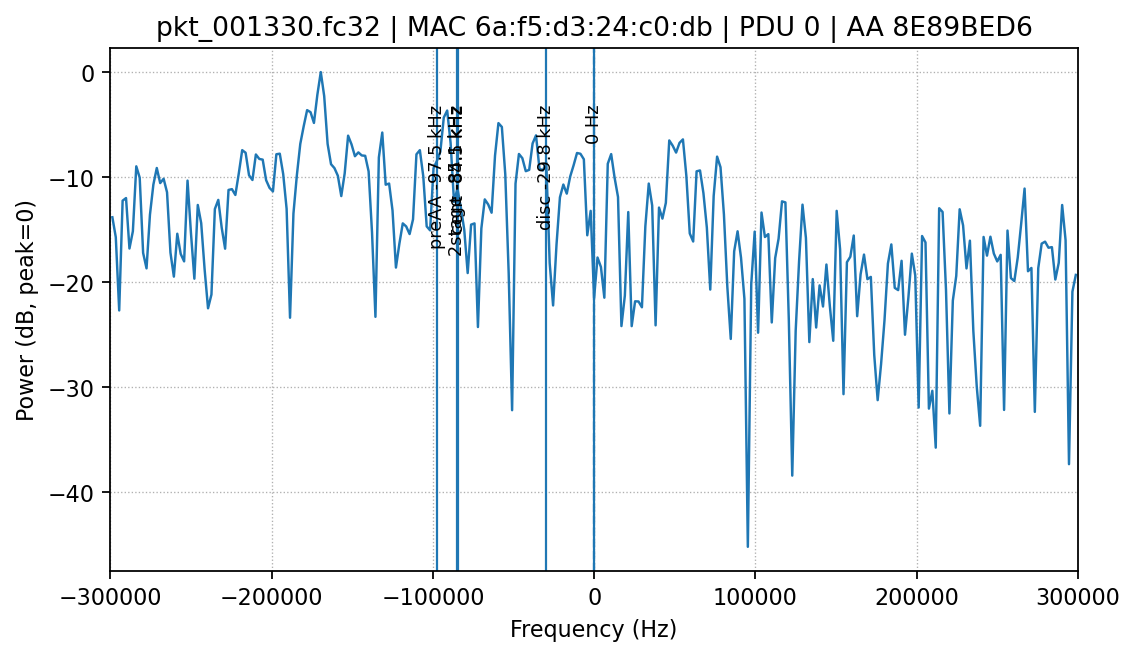 pkt_001330.fc32 | MAC 6a:f5:d3:24:c0:db | PDU 0 | AA 8E89BED6
Power (dB, peak=0)
0
−10
−20
−30
−40
preAA -97.5 kHz
2stage
kHz
disc -29.8 kHz
0 Hz
−300000
−200000
−100000
0
100000
200000
300000
Frequency (Hz)